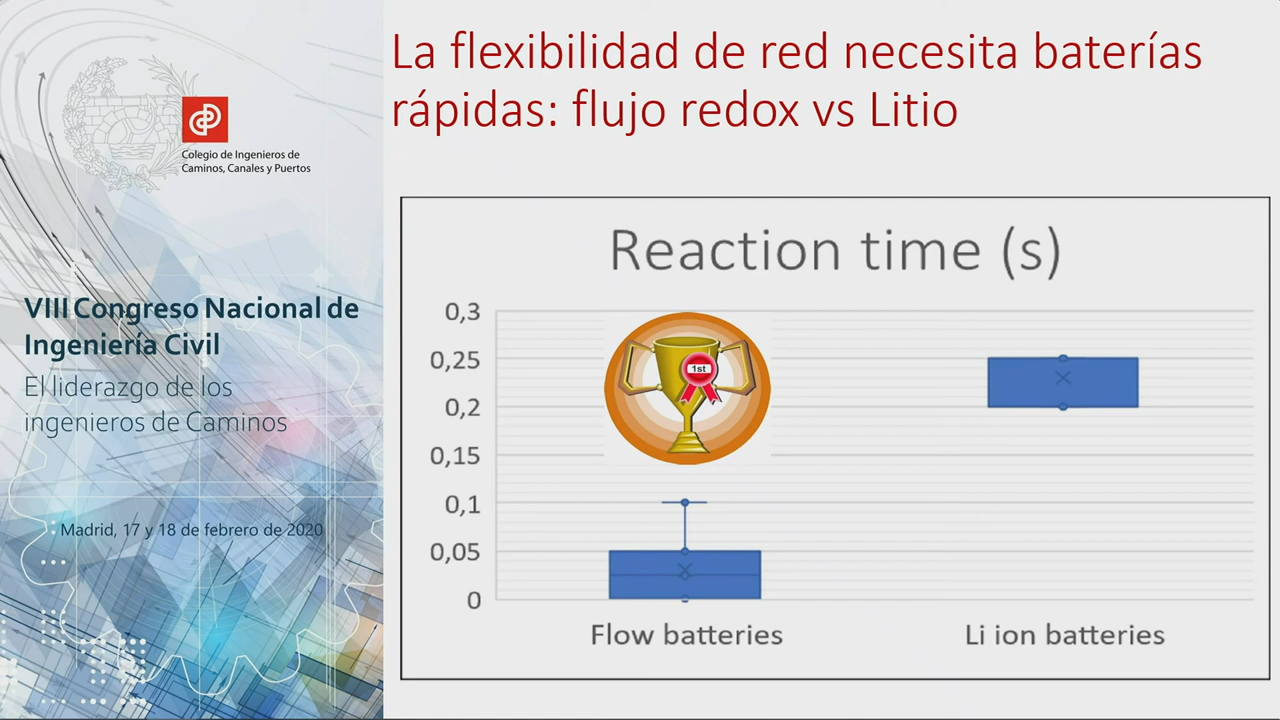 La flexibilidad de red necesita baterías
rápidas: flujo redox vs Litio
Colegio de Ingenieros de
Caminos, Canales y Puertos
VIII Congreso Nacional de
Ingeniería Civil
El liderazgo de los
ingenieros de Caminos
Madrid, 17 y 18 de febrero de 2020
Reaction time (s)
0,3
0,25
0,2
0,15
0,1
0,05
0
1st
Flow batteries
Li ion batteries